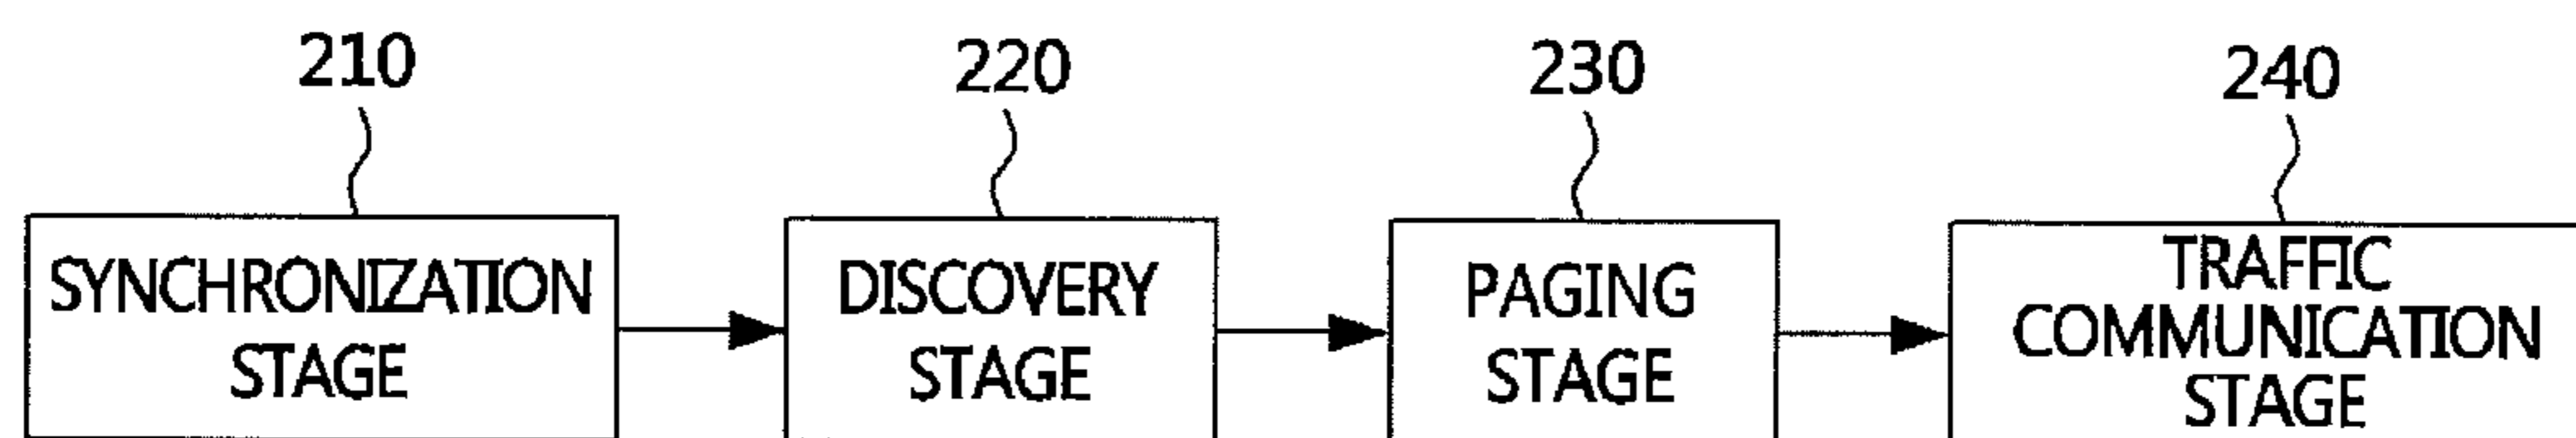 210
220
230
240
SYNCHRONIZATION
STAGE
DISCOVERY
STAGE
PAGING
STAGE
TRAFFIC
COMMUNICATION
STAGE